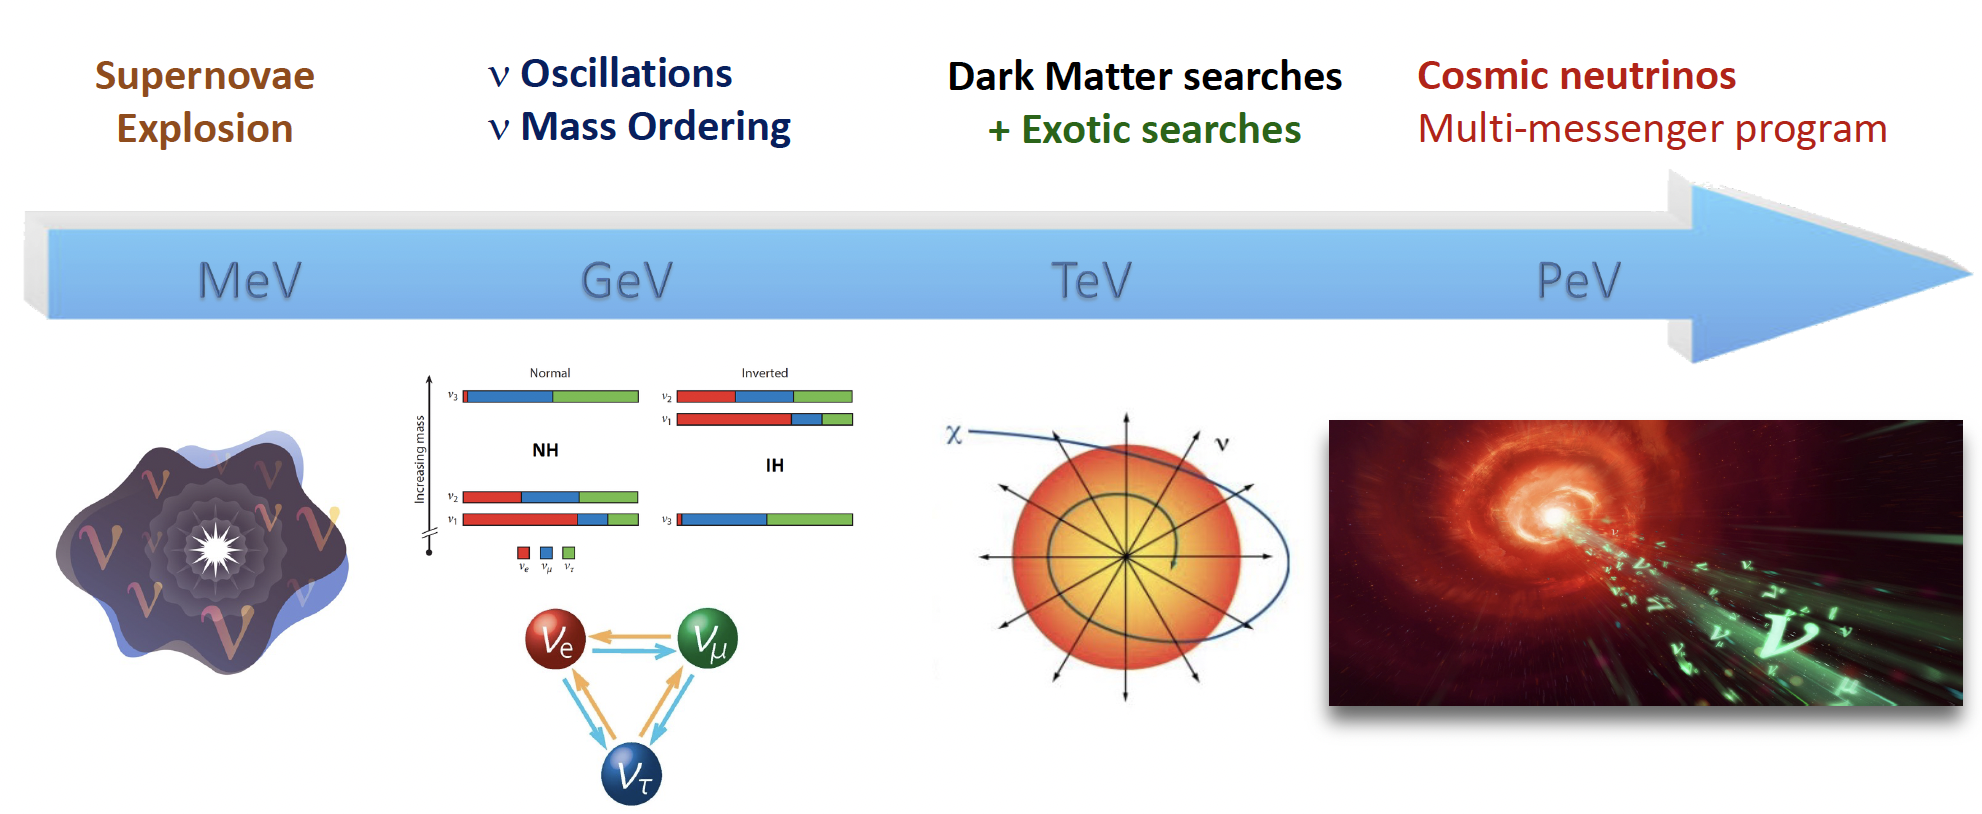 Supernovae
Explosion
ν Oscillations
ν Mass Ordering
Dark Matter searches
+ Exotic searches
Cosmic neutrinos
Multi-messenger program
MeV
GeV
TeV
PeV
Increasing mass
Normal
ν3
NH
ν2
ν1
νe
νμ
ντ
Inverted
ν2
ν1
IH
ν3
νe
νμ
ντ
χ
ν
ν
ν
ν
ν
ν
ν
ν
ν
μ